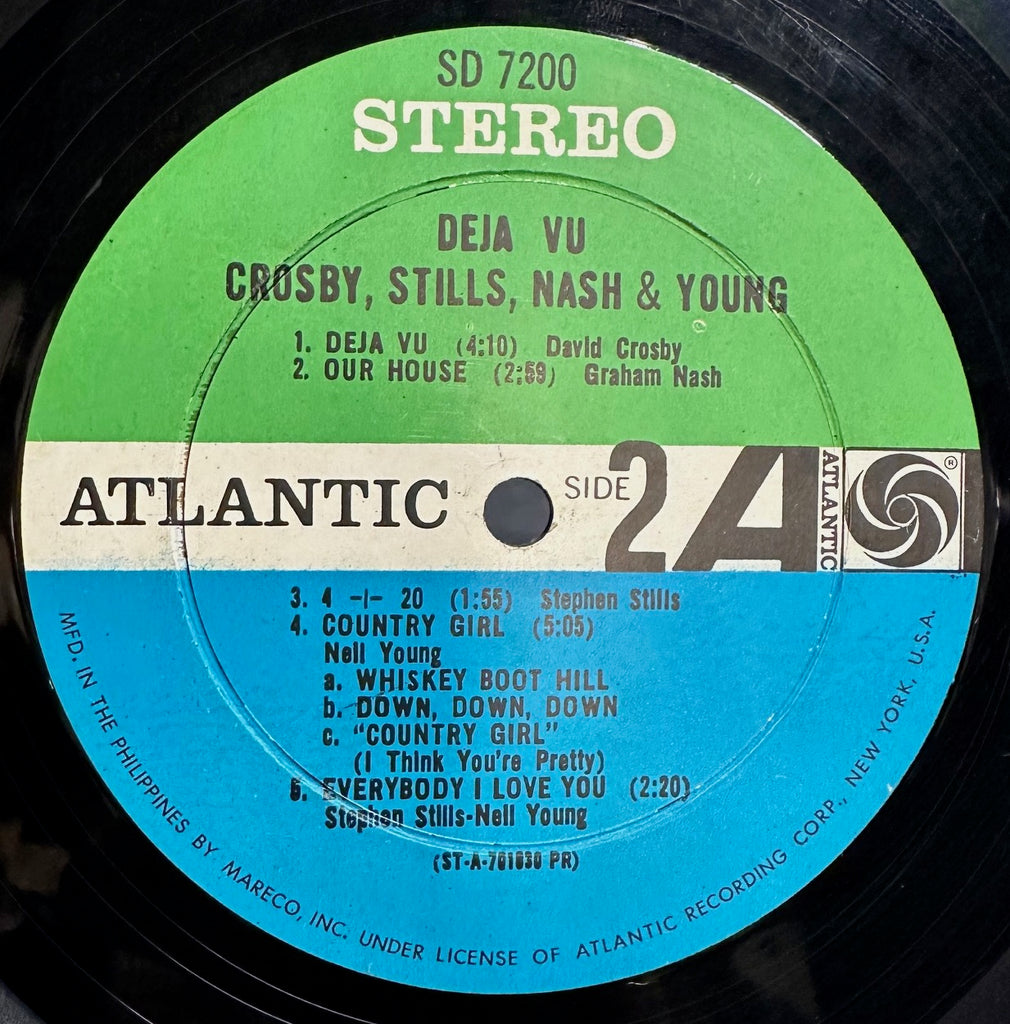 SD 7200
STEREO
DEJA VU
CROSBY, STILLS, NASH & YOUNG
1. DEJA VU (4:10) David Crosby
2. OUR HOUSE (2:59) Graham Nash
ATLANTIC
SIDE 2
A
ATLANTIC
®
3. 4 -|- 20 (1:55) Stephen Stills
4. COUNTRY GIRL (5:05)
Neil Young
a. WHISKEY BOOT HILL
b. DOWN, DOWN, DOWN
c. "COUNTRY GIRL"
(I Think You're Pretty)
5. EVERYBODY I LOVE YOU (2:20)
Stephen Stills-Neil Young
(ST-A-701630 PR)
MFD. IN THE PHILIPPINES BY MARECO, INC. UNDER LICENSE OF ATLANTIC RECORDING CORP., NEW YORK, U.S.A.